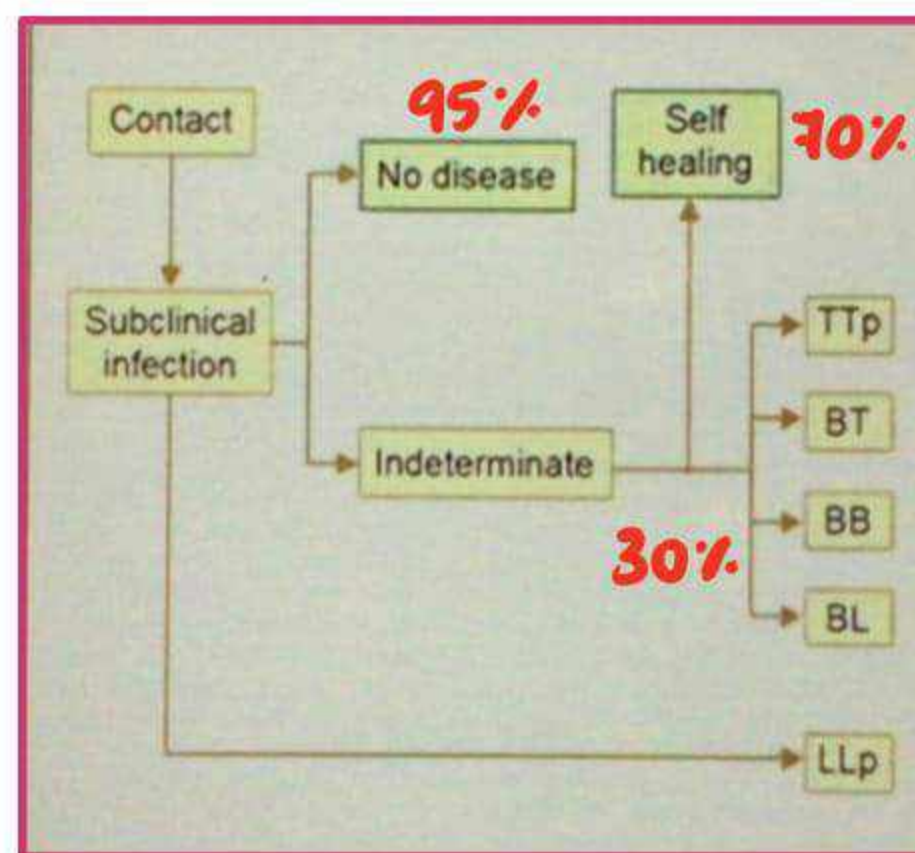 Contact
95%
No disease
Self
healing
70%
Subclinical
infection
Indeterminate
30%
TTp
BT
BB
BL
LLp